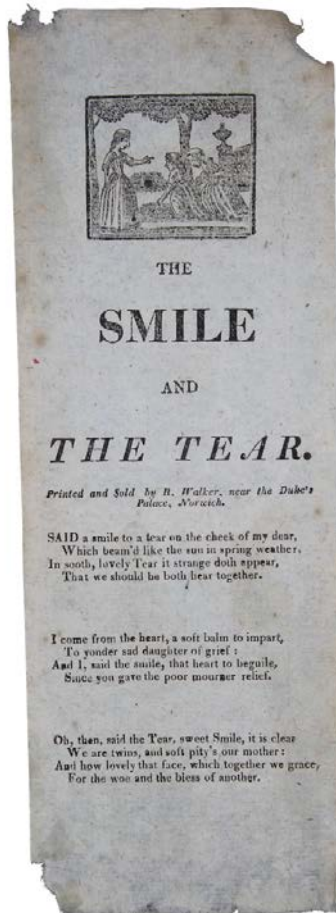 THE
SMILE
AND
THE TEAR.
Printed and Sold by R. Walker, near the Duke's
Palace, Norwich.
SAID a smile to a tear on the cheek of my dear,
Which beam'd like the sun in spring weather,
In sooth, lovely Tear it strange doth appear,
That we should be both hear together.
I come from the heart, a soft balm to impart,
To yonder sad daughter of grief :
And I, said the smile, that heart to beguile,
Since you gave the poor mourner relief.
Oh, then, said the Tear, sweet Smile, it is clear
We are twins, and soft pity's our mother :
And how lovely that face, which together we grace,
For the woe and the bless of another.